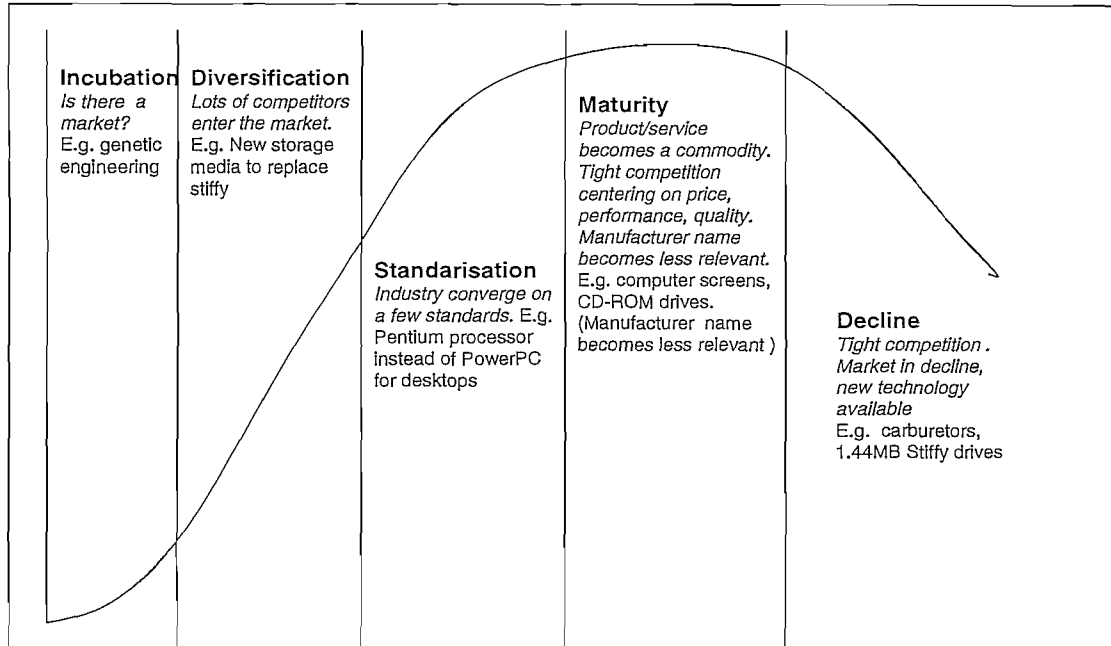 Incubation
Is there a
market?
E.g. genetic
engineering
Diversification
Lots of competitors
enter the market.
E.g. New storage
media to replace
stiffy
Standarisation
Industry converge on
a few standards. E.g.
Pentium processor
instead of PowerPC
for desktops
Maturity
Product/service
becomes a commodity.
Tight competition
centering on price,
performance, quality.
Manufacturer name
becomes less relevant.
E.g. computer screens,
CD-ROM drives.
(Manufacturer name
becomes less relevant )
Decline
Tight competition .
Market in decline,
new technology
available
E.g. carburetors,
1.44MB Stiffy drives